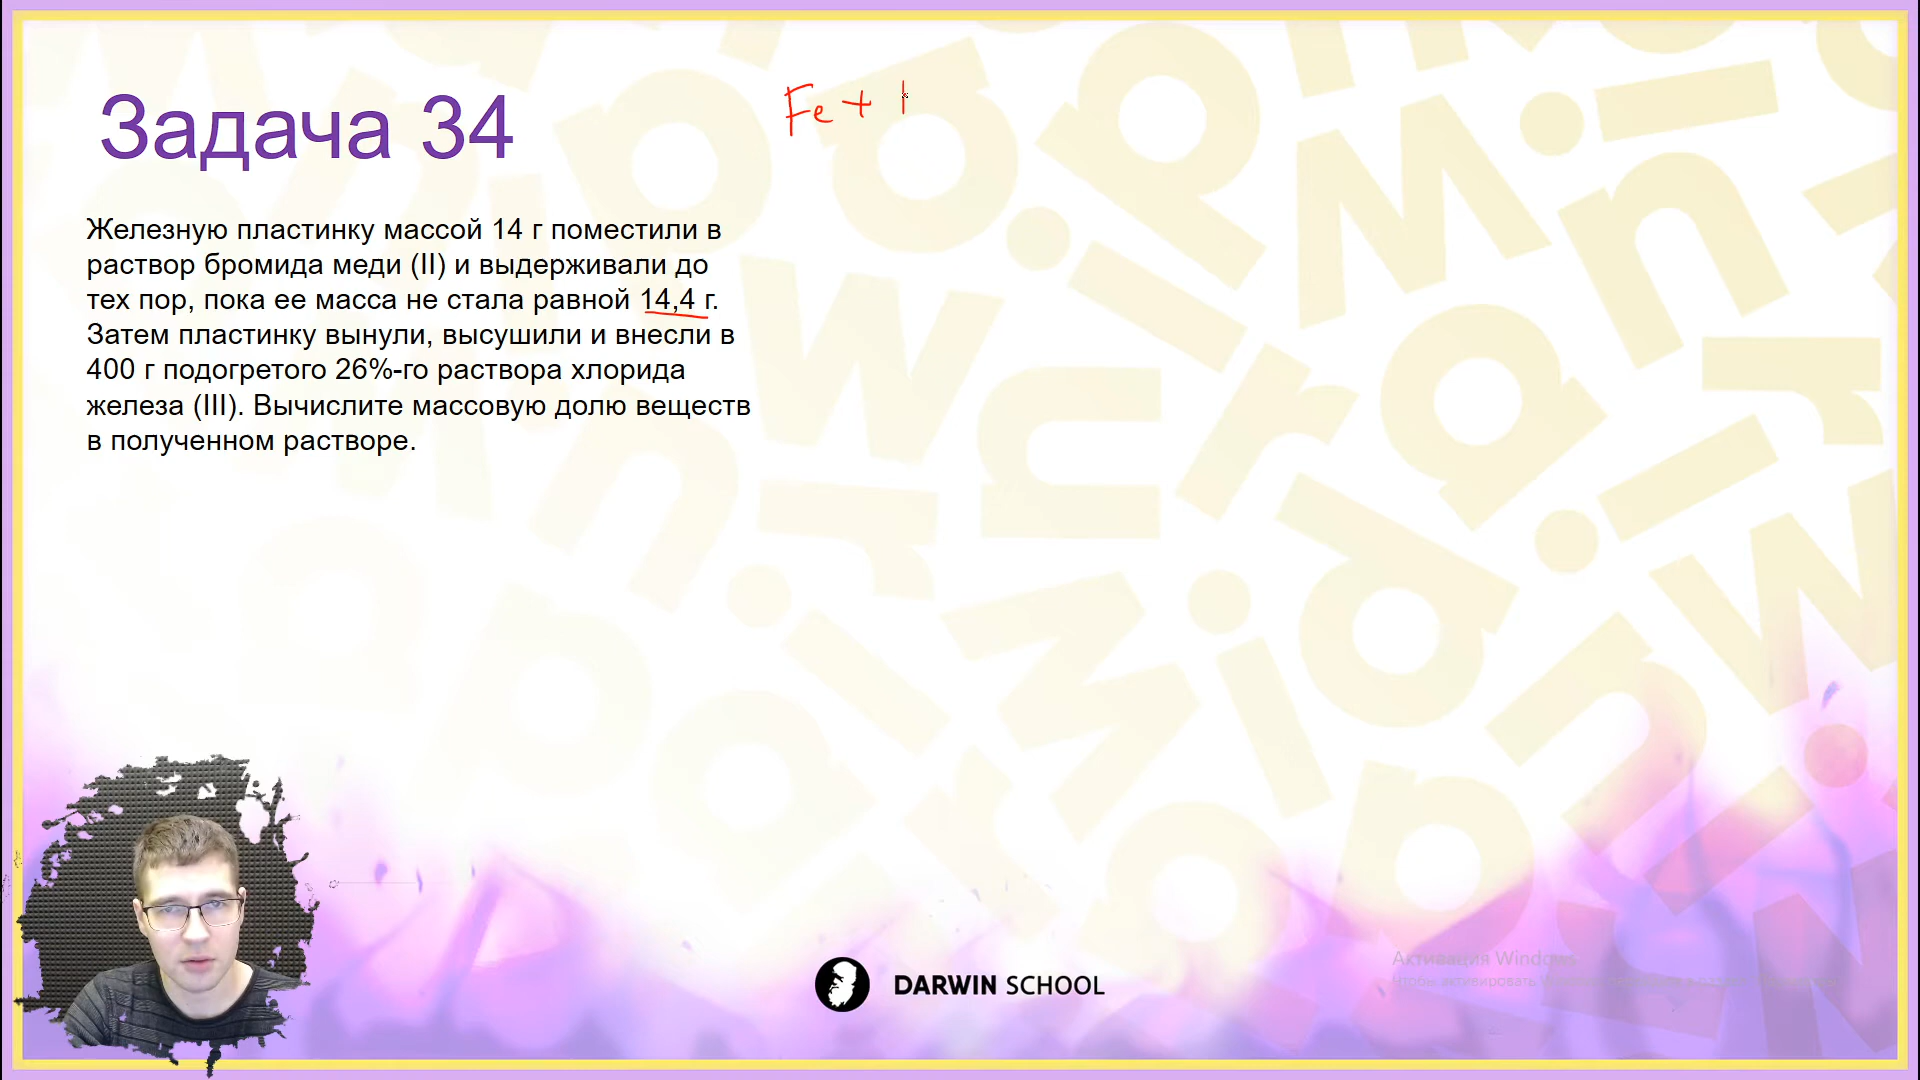 Задача 34
Fe +
Железную пластинку массой 14 г поместили в
раствор бромида меди (II) и выдерживали до
тех пор, пока ее масса не стала равной 14,4 г.
Затем пластинку вынули, высушили и внесли в
400 г подогретого 26%-го раствора хлорида
железа (III). Вычислите массовую долю веществ
в полученном растворе.
DARWIN SCHOOL
Активация Windows